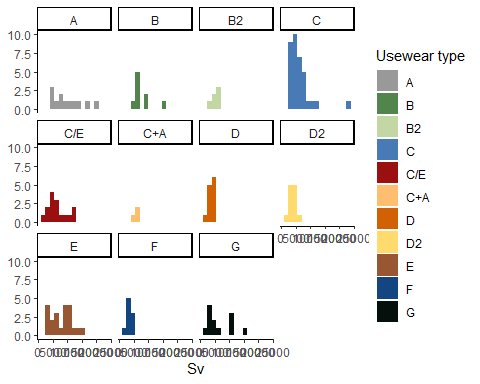 A B B2 C
10.0
7.5
5.0
2.5
0.0
C/E C+A D D2
10.0
7.5
5.0
2.5
0.0
E F G
10.0
7.5
5.0
2.5
0.0
Sv
Usewear type
A
B
B2
C
C/E
C+A
D
D2
E
F
G